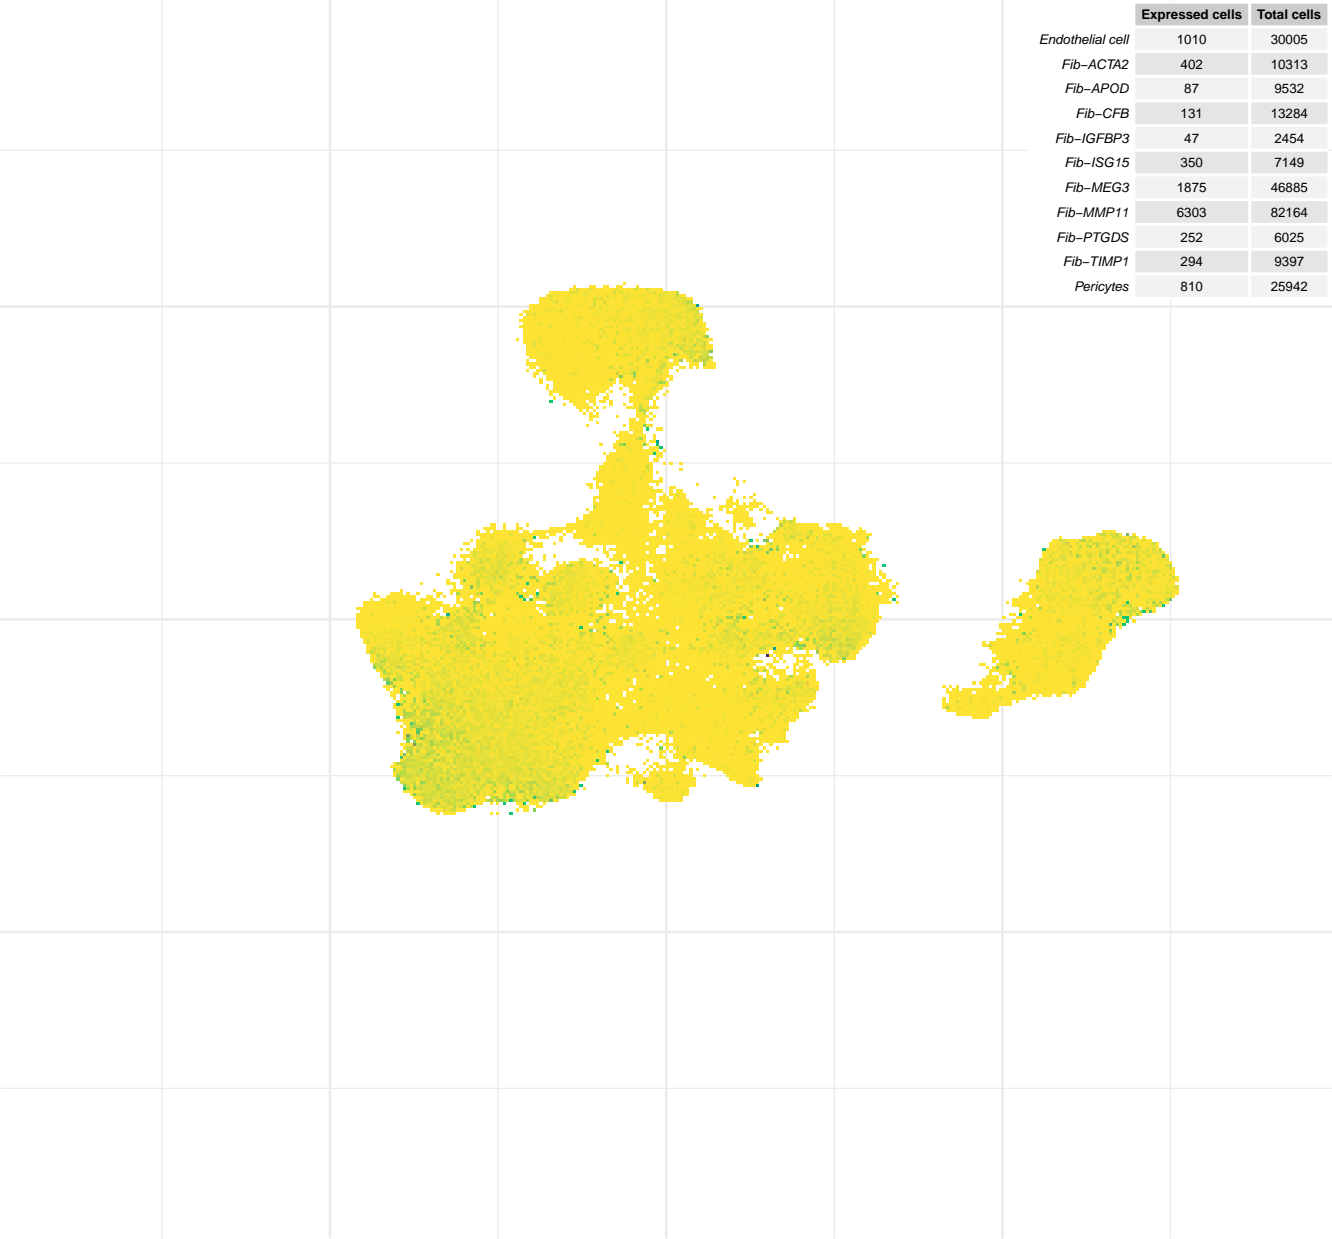 Expressed cells Total cells
Endothelial cell 1010 30005
Fib−ACTA2 402 10313
Fib−APOD 87 9532
Fib−CFB 131 13284
Fib−IGFBP3 47 2454
Fib−ISG15 350 7149
Fib−MEG3 1875 46885
Fib−MMP11 6303 82164
Fib−PTGDS 252 6025
Fib−TIMP1 294 9397
Pericytes 810 25942